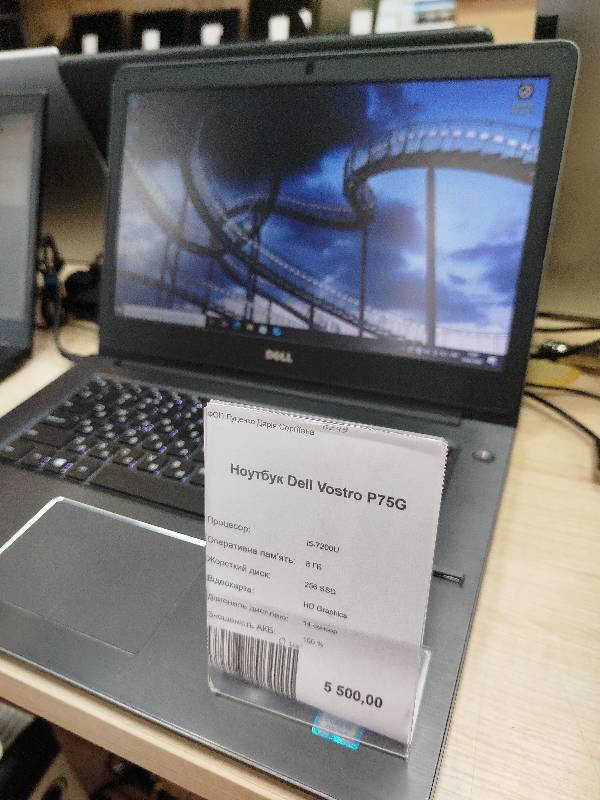 DELL
Ноутбук Dell Vostro P75G
Процесор: i5-7200U
Оперативна пам'ять: 8 ГБ
Жорсткий диск: 256 SSD
Відеокарта: HD Graphics
Діагональ дисплею: 14
Зношеність АКБ: 100 %
5 500,00